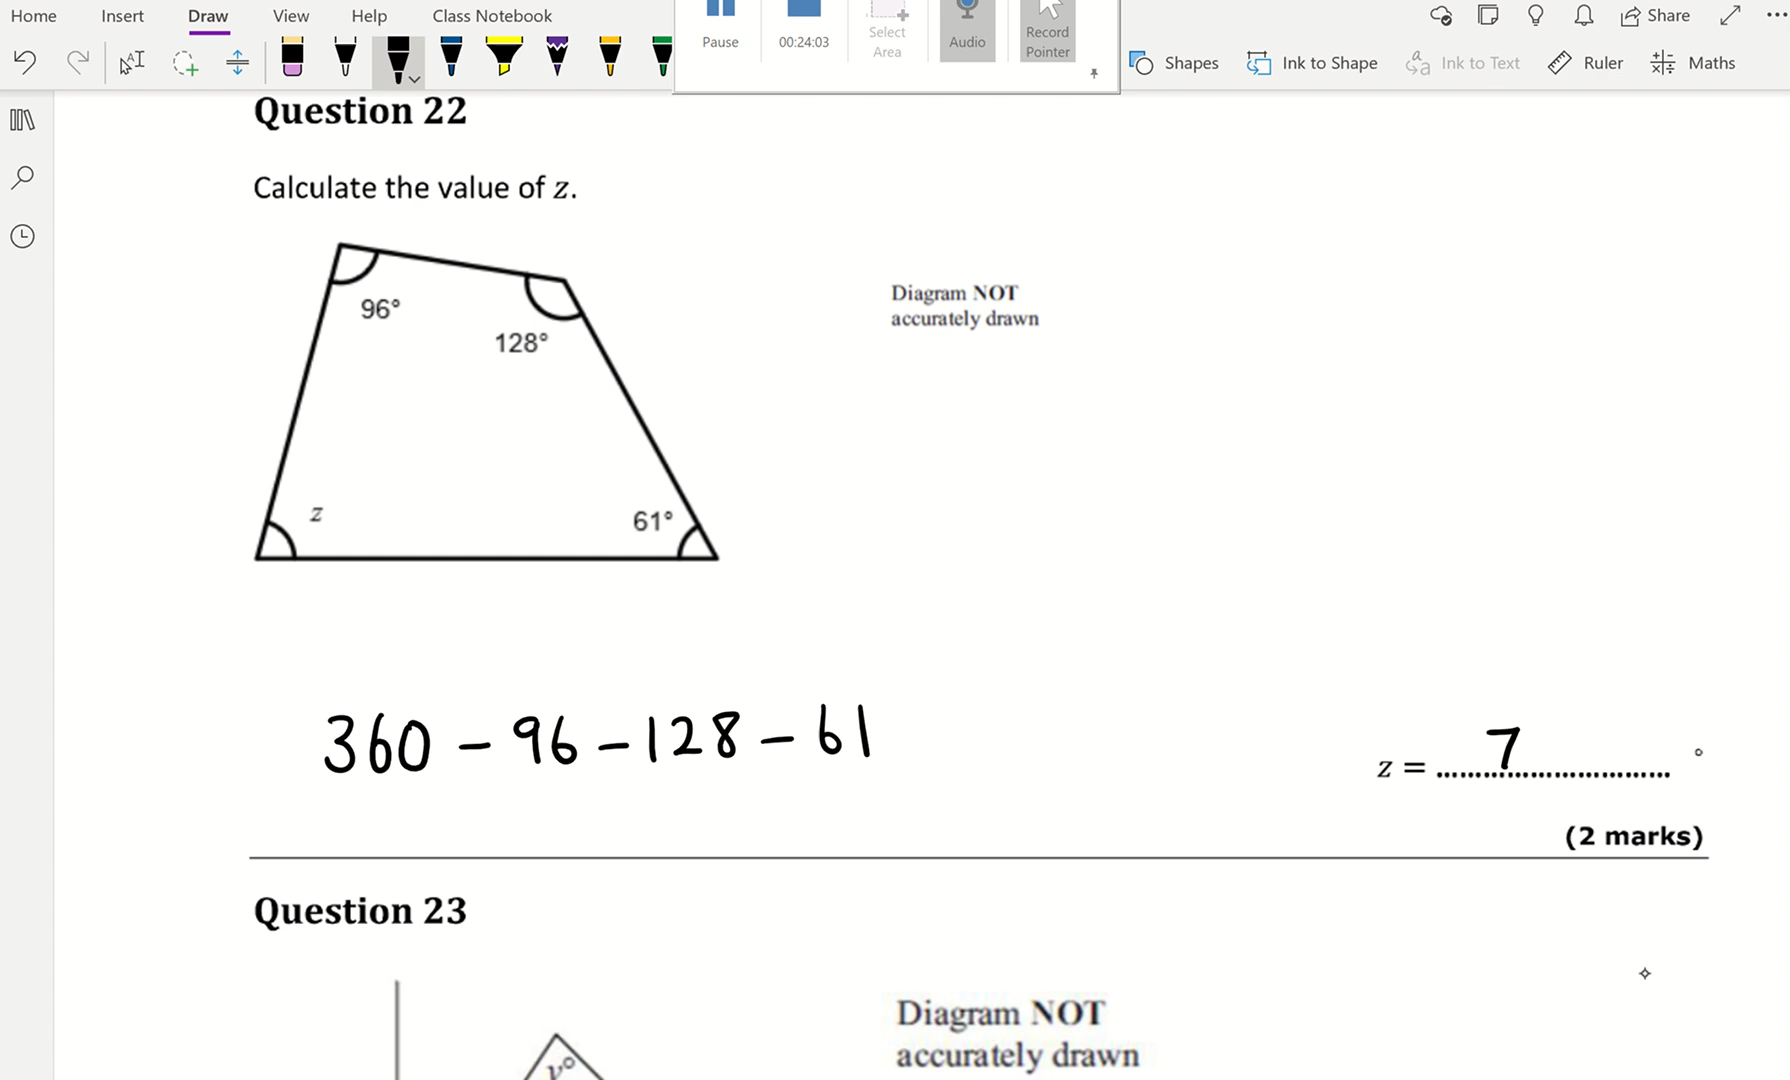 Home Insert Draw View Help Class Notebook
Share
Pause 00:24:03 Select Area Audio Record Pointer
Shapes Ink to Shape Ink to Text Ruler Maths
Question 22
Calculate the value of z.
96°
128°
Diagram NOT
accurately drawn
z
61°
360 - 96 - 128 - 61
z = 7 °
(2 marks)
Question 23
Diagram NOT
accurately drawn
y°